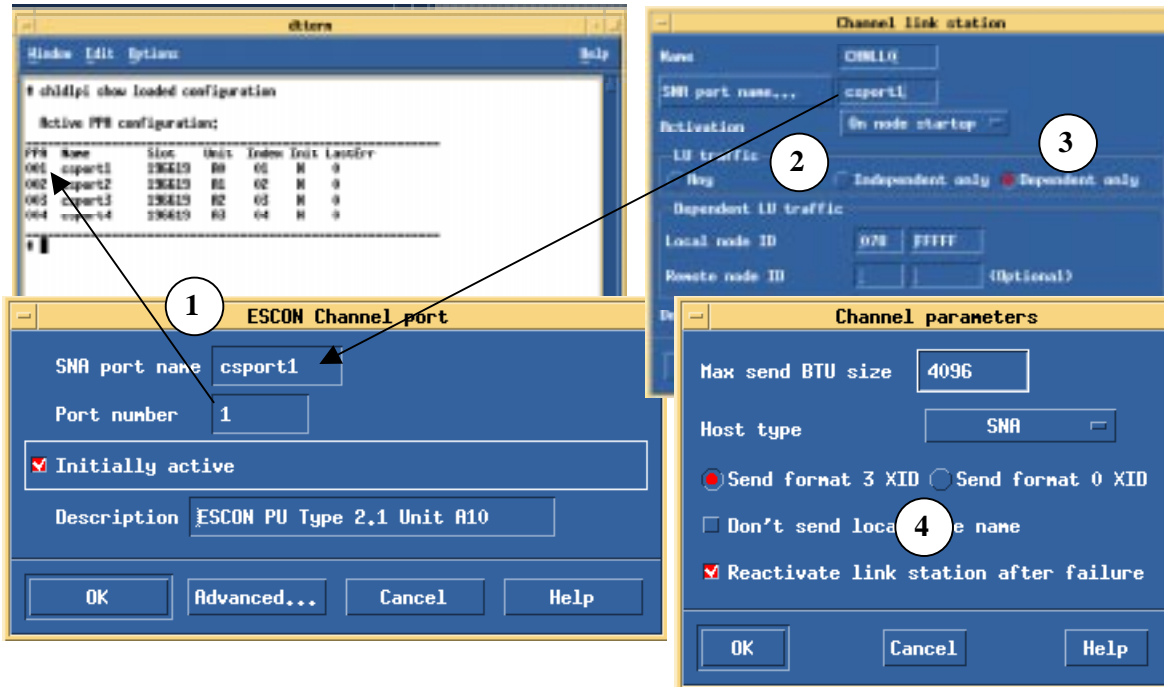 dtterm
Window Edit Options Help
# chldlpi show loaded configuration
Active PPA configuration;
PPA Name Slot Unit Index Init LastErr
001 csport1 196619 A0 01 N 0
002 csport2 196619 A1 02 N 0
003 csport3 196619 A2 03 N 0
004 csport4 196619 A3 04 N 0
#
1
ESCON Channel port
SNA port name csport1
Port number 1
Initially active
Description ESCON PU Type 2.1 Unit A10
OK Advanced... Cancel Help
Channel link station
Name
SNA port name... csport1
Activation On node startup
2
3
LU traffic
Any Independent only Dependent only
Dependent LU traffic
Local node ID FFFFF
Remote node ID (Optional)
De
Channel parameters
Max send BTU size 4096
Host type SNA
Send format 3 XID Send format 0 XID
Don't send loca 4 e name
Reactivate link station after failure
OK Cancel Help